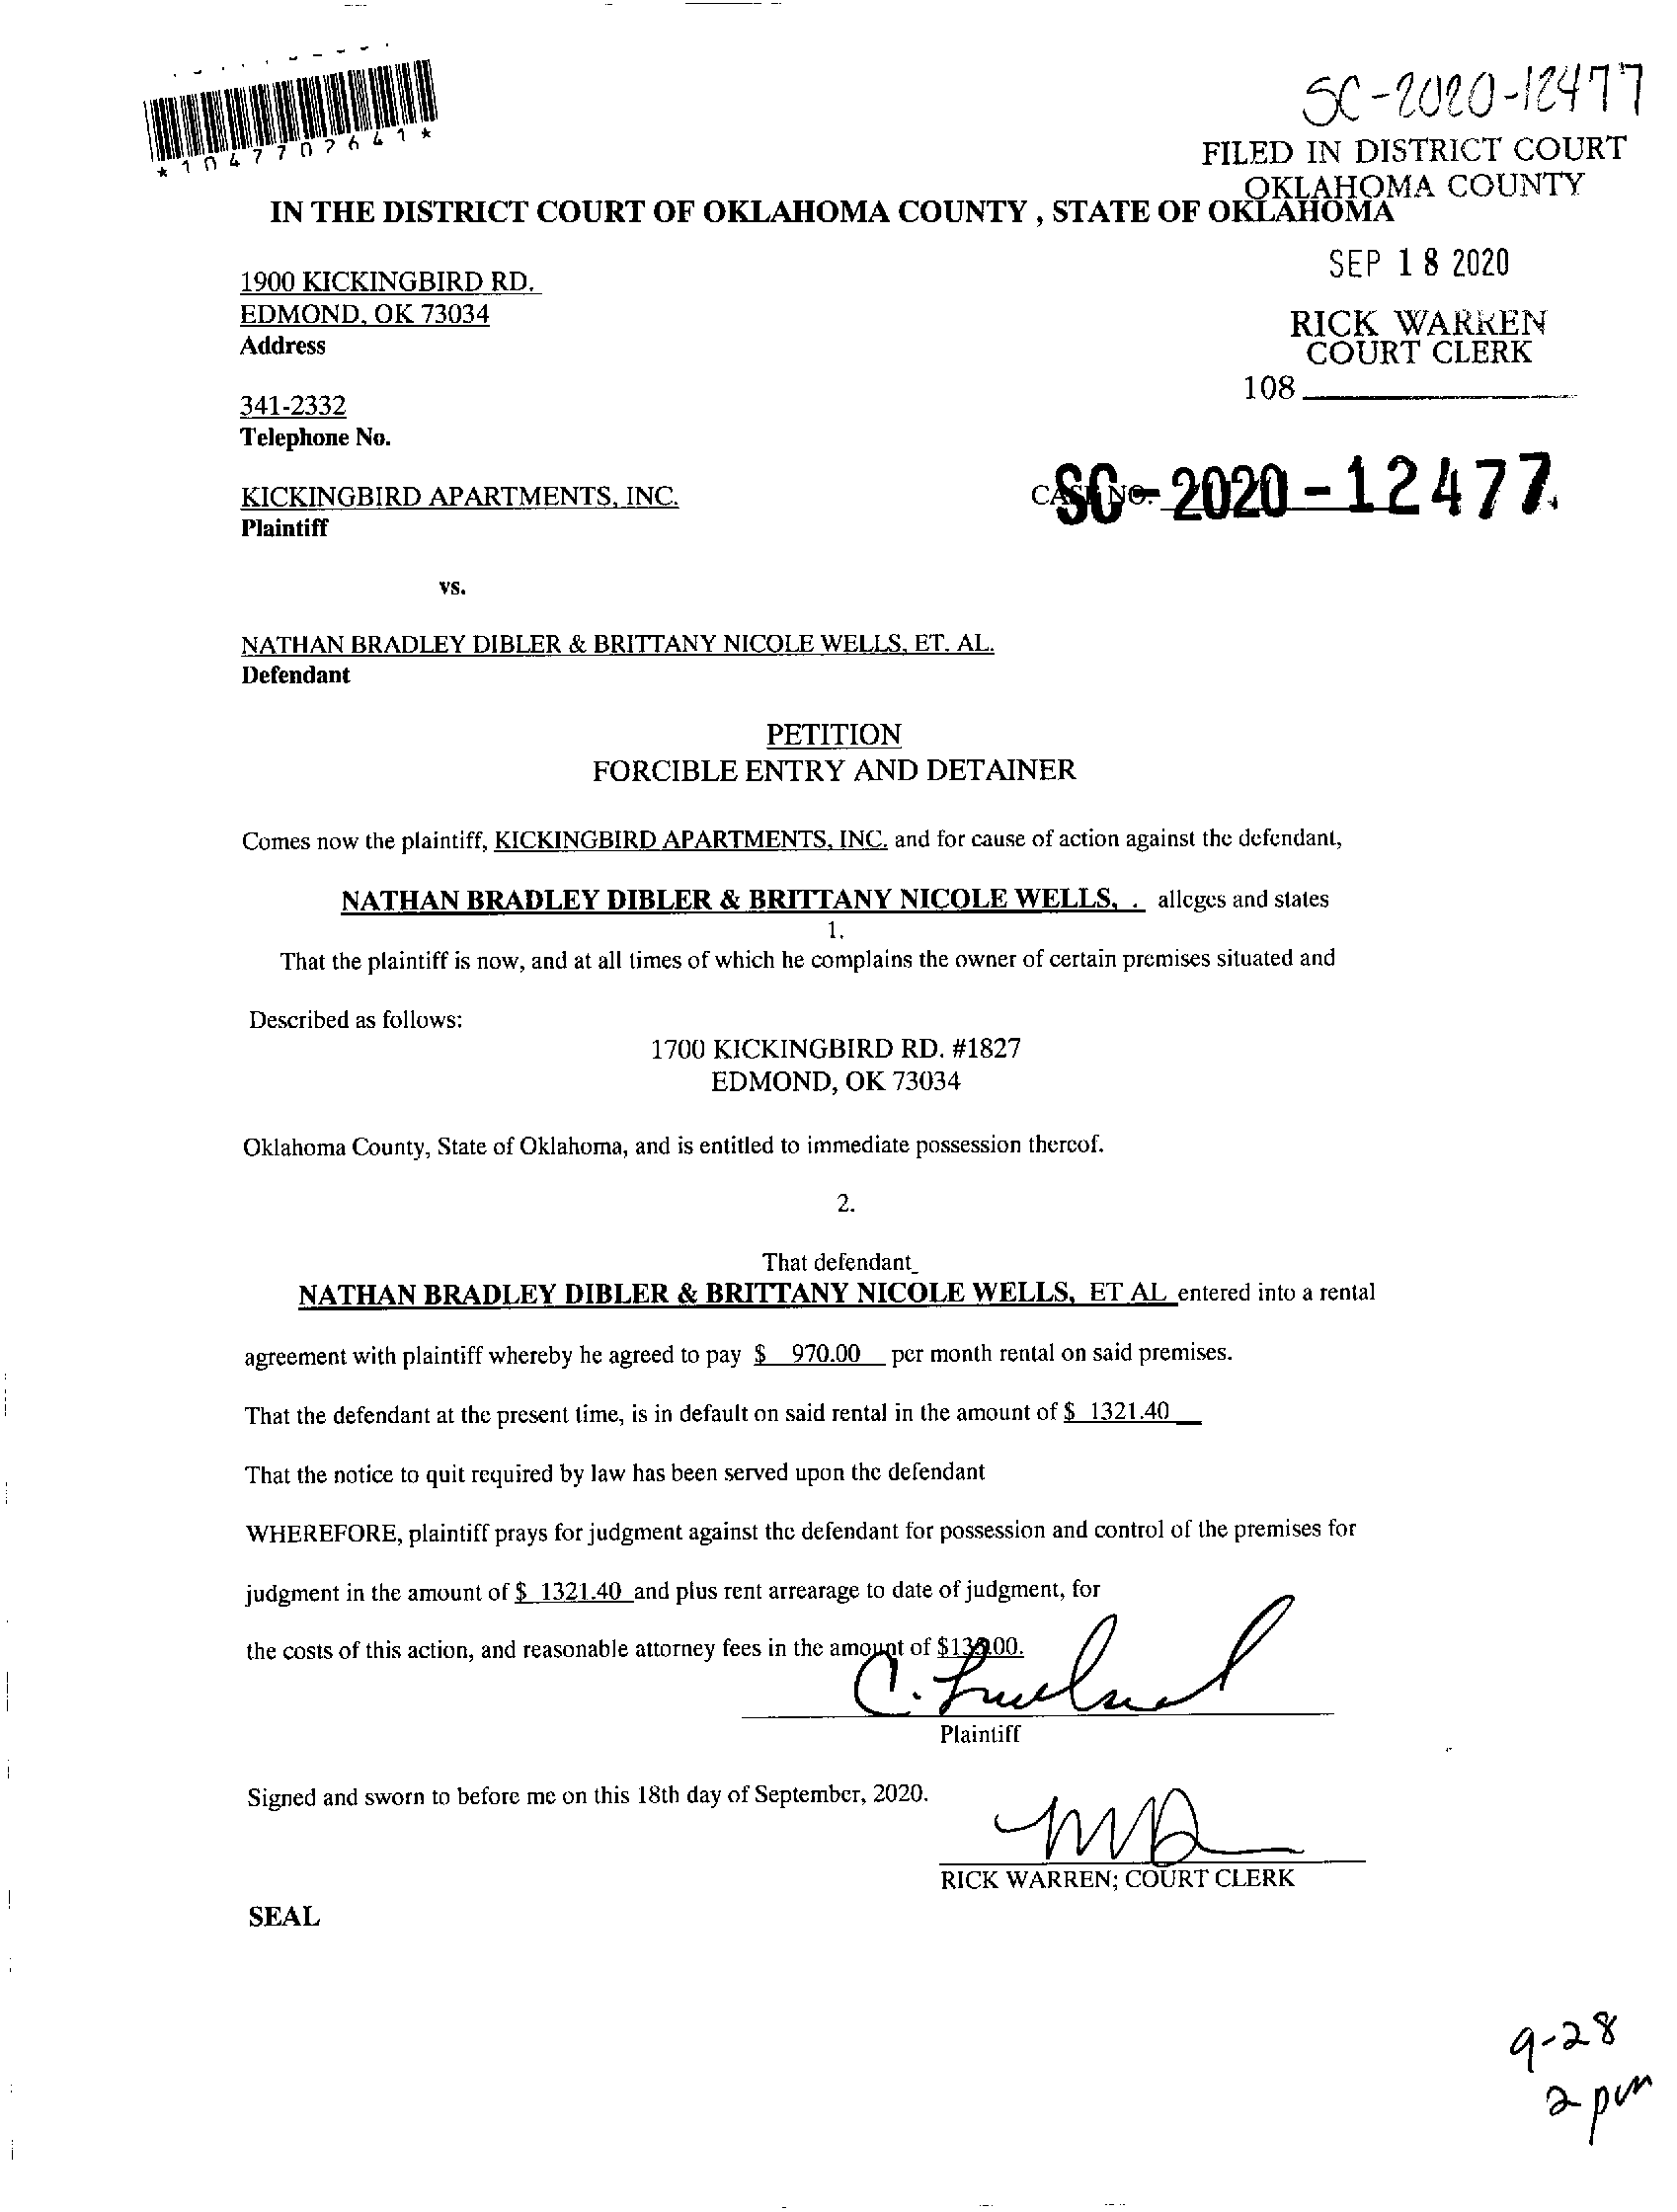 SC-2020-12477
*1047702641*
FILED IN DISTRICT COURT
OKLAHOMA COUNTY
IN THE DISTRICT COURT OF OKLAHOMA COUNTY , STATE OF OKLAHOMA
SEP 18 2020
1900 KICKINGBIRD RD.
EDMOND, OK 73034
Address
RICK WARREN
COURT CLERK
108
341-2332
Telephone No.
KICKINGBIRD APARTMENTS, INC.
CASE NO. SC-2020-12477
Plaintiff
vs.
NATHAN BRADLEY DIBLER & BRITTANY NICOLE WELLS, ET. AL.
Defendant
PETITION
FORCIBLE ENTRY AND DETAINER
Comes now the plaintiff, KICKINGBIRD APARTMENTS, INC. and for cause of action against the defendant,
NATHAN BRADLEY DIBLER & BRITTANY NICOLE WELLS, . alleges and states
1.
That the plaintiff is now, and at all times of which he complains the owner of certain premises situated and
Described as follows:
1700 KICKINGBIRD RD. #1827
EDMOND, OK 73034
Oklahoma County, State of Oklahoma, and is entitled to immediate possession thereof.
2.
That defendant
NATHAN BRADLEY DIBLER & BRITTANY NICOLE WELLS, ET AL entered into a rental
agreement with plaintiff whereby he agreed to pay $ 970.00 per month rental on said premises.
That the defendant at the present time, is in default on said rental in the amount of $ 1321.40
That the notice to quit required by law has been served upon the defendant
WHEREFORE, plaintiff prays for judgment against the defendant for possession and control of the premises for
judgment in the amount of $ 1321.40 and plus rent arrearage to date of judgment, for
the costs of this action, and reasonable attorney fees in the amount of
Plaintiff
Signed and sworn to before me on this 18th day of September, 2020.
RICK WARREN; COURT CLERK
SEAL
9-28
2 pm